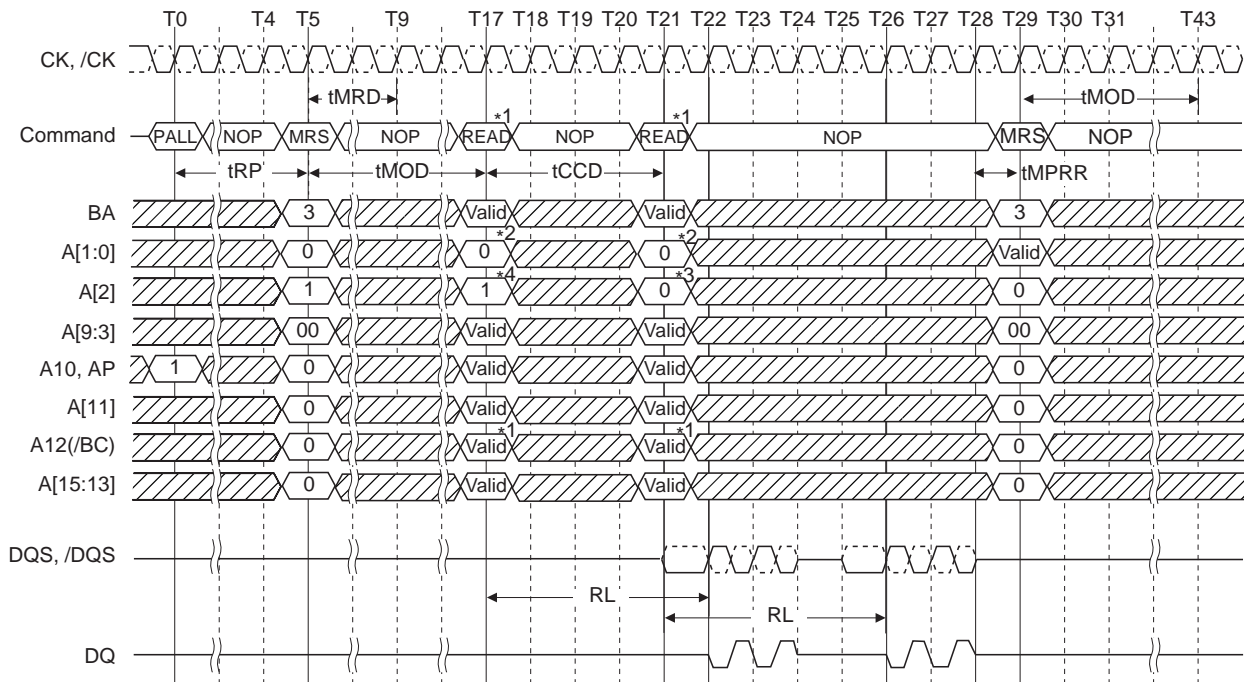 T0 T4 T5 T9 T17 T18 T19 T20 T21 T22 T23 T24 T25 T26 T27 T28 T29 T30 T31 T43
CK, /CK
tMRD tMOD
*1 *1
Command PALL NOP MRS NOP READ NOP READ NOP MRS NOP
tRP tMOD tCCD tMPRR
BA 3 Valid Valid 3
*2 *2
A[1:0] 0 0 0 Valid
*4 *3
A[2] 1 1 0 0
A[9:3] 00 Valid Valid 00
A10, AP 1 0 Valid Valid 0
A[11] 0 Valid Valid 0
*1 *1
A12(/BC) 0 Valid Valid 0
A[15:13] 0 Valid Valid 0
DQS, /DQS
RL
RL
DQ